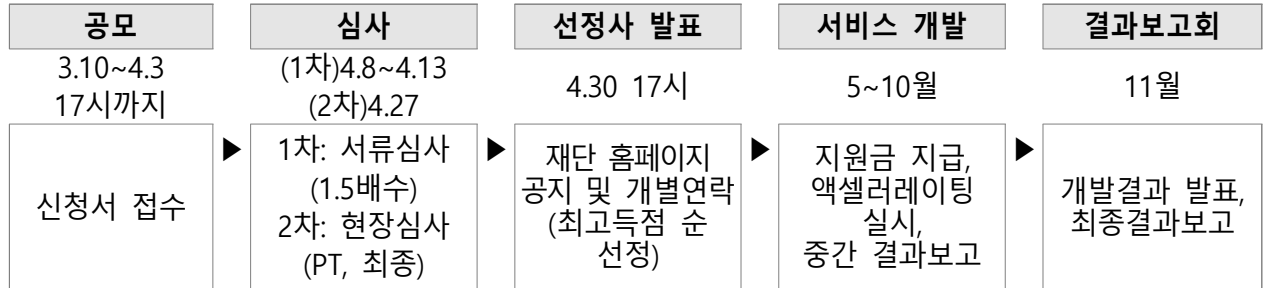 공모
3.10~4.3
17시까지
신청서 접수
▶
심사
(1차)4.8~4.13
(2차)4.27
1차: 서류심사
(1.5배수)
2차: 현장심사
(PT, 최종)
▶
선정사 발표
4.30 17시
재단 홈페이지
공지 및 개별연락
(최고득점 순
선정)
▶
서비스 개발
5~10월
지원금 지급,
액셀러레이팅
실시,
중간 결과보고
▶
결과보고회
11월
개발결과 발표,
최종결과보고